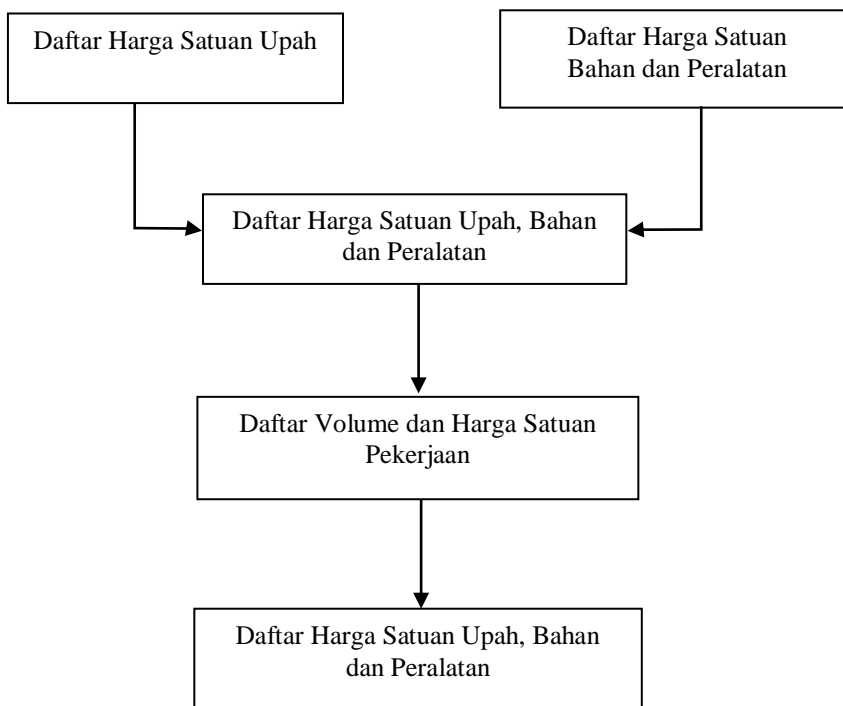 Daftar Harga Satuan Upah
Daftar Harga Satuan
Bahan dan Peralatan
Daftar Harga Satuan Upah, Bahan
dan Peralatan
Daftar Volume dan Harga Satuan
Pekerjaan
Daftar Harga Satuan Upah, Bahan
dan Peralatan